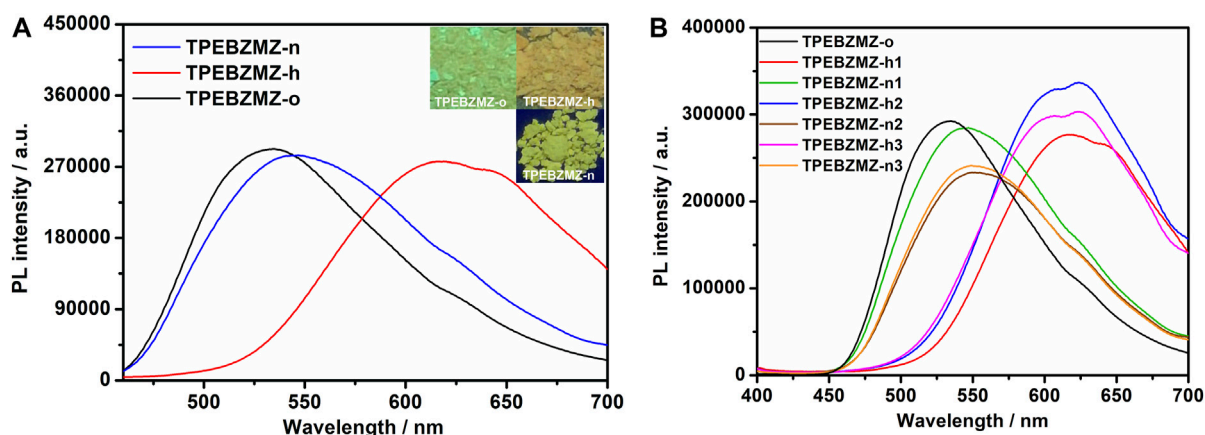 A
450000
360000
270000
180000
90000
0
PL intensity / a.u.
500
550
600
650
700
Wavelength / nm
TPEBZMZ-n
TPEBZMZ-h
TPEBZMZ-o
TPEBZMZ-o
TPEBZMZ-h
TPEBZMZ-n
B
400000
300000
200000
100000
0
PL intensity / a.u.
400
450
500
550
600
650
700
Wavelength / nm
TPEBZMZ-o
TPEBZMZ-h1
TPEBZMZ-n1
TPEBZMZ-h2
TPEBZMZ-n2
TPEBZMZ-h3
TPEBZMZ-n3